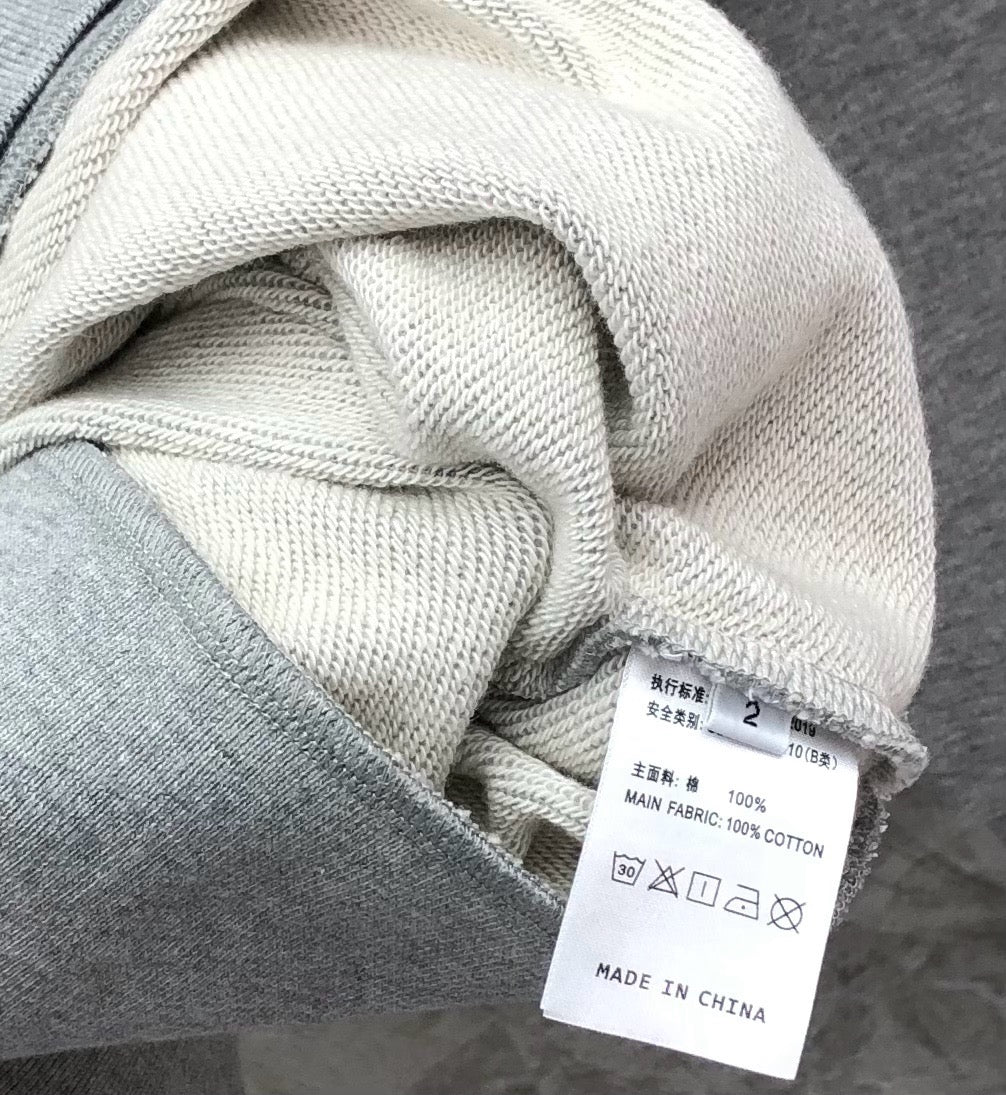 执行标准: 2 2019
安全类别: 10(B类)
主面料: 棉 100%
MAIN FABRIC: 100% COTTON
30
MADE IN CHINA